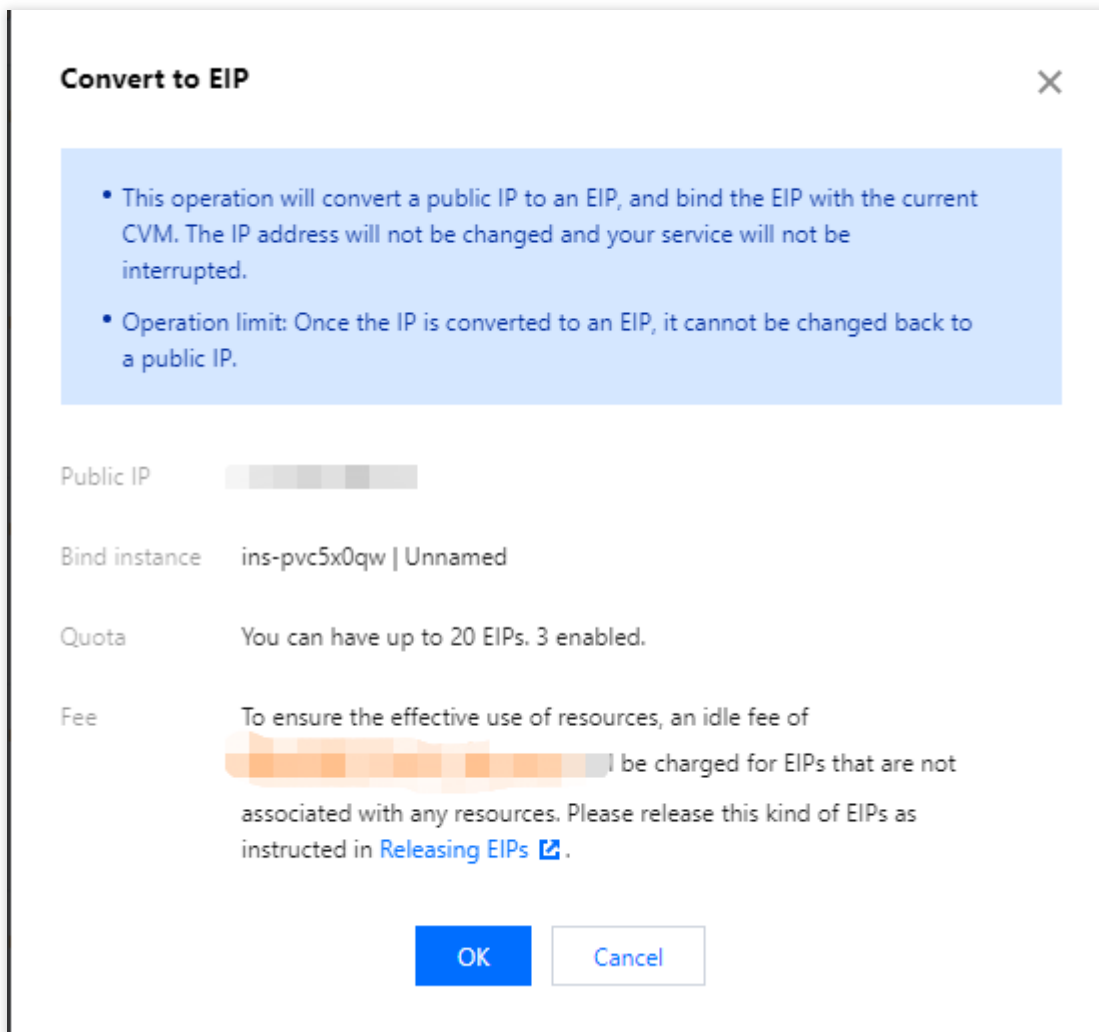 Convert to EIP
• This operation will convert a public IP to an EIP, and bind the EIP with the current
CVM. The IP address will not be changed and your service will not be
interrupted.
• Operation limit: Once the IP is converted to an EIP, it cannot be changed back to
a public IP.
Public IP
Bind instance ins-pvc5x0qw | Unnamed
Quota You can have up to 20 EIPs. 3 enabled.
Fee To ensure the effective use of resources, an idle fee of
be charged for EIPs that are not
associated with any resources. Please release this kind of EIPs as
instructed in Releasing EIPs .
OK Cancel